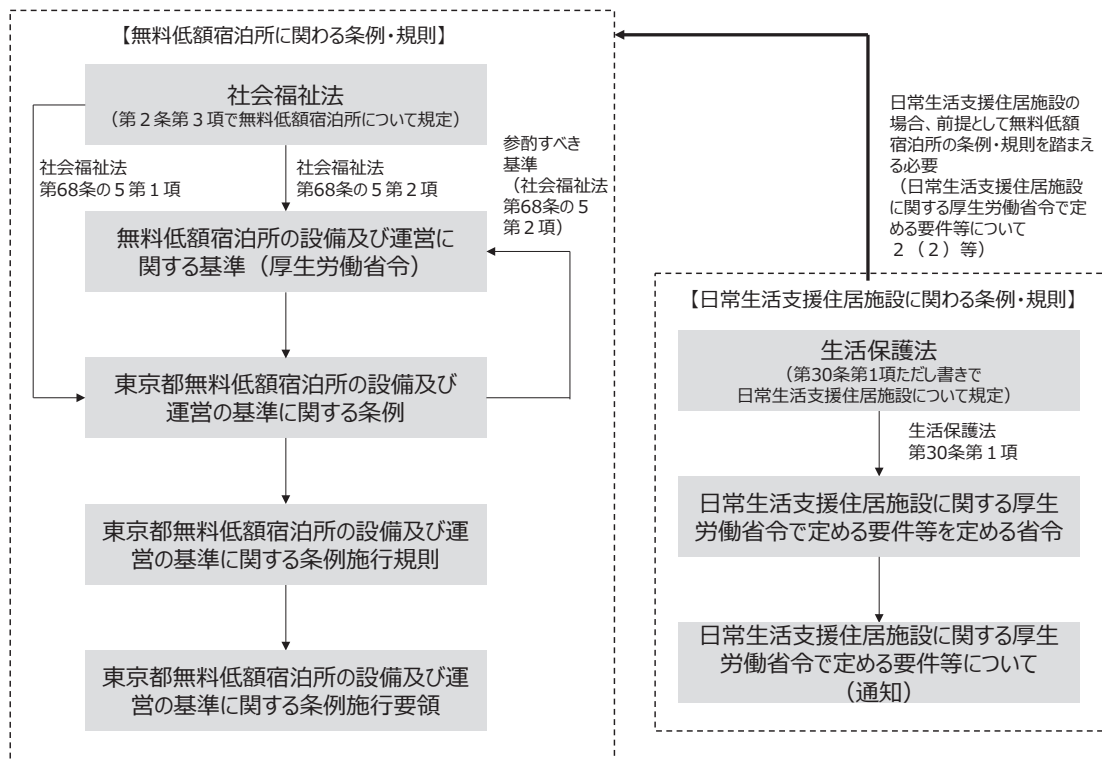 【無料低額宿泊所に関わる条例・規則】
社会福祉法
（第２条第３項で無料低額宿泊所について規定）
社会福祉法
第68条の５第１項
社会福祉法
第68条の５第２項
参酌すべき
基準
（社会福祉法
第68条の５
第２項）
無料低額宿泊所の設備及び運営に
関する基準（厚生労働省令）
東京都無料低額宿泊所の設備及び
運営の基準に関する条例
東京都無料低額宿泊所の設備及び運
営の基準に関する条例施行規則
東京都無料低額宿泊所の設備及び運
営の基準に関する条例施行要領
日常生活支援住居施設の
場合、前提として無料低額
宿泊所の条例・規則を踏まえ
る必要
（日常生活支援住居施設
に関する厚生労働省令で定
める要件等について
２（２）等）
【日常生活支援住居施設に関わる条例・規則】
生活保護法
（第30条第1項ただし書きで
日常生活支援住居施設について規定）
生活保護法
第30条第１項
日常生活支援住居施設に関する厚生
労働省令で定める要件等を定める省令
日常生活支援住居施設に関する厚生
労働省令で定める要件等について
（通知）